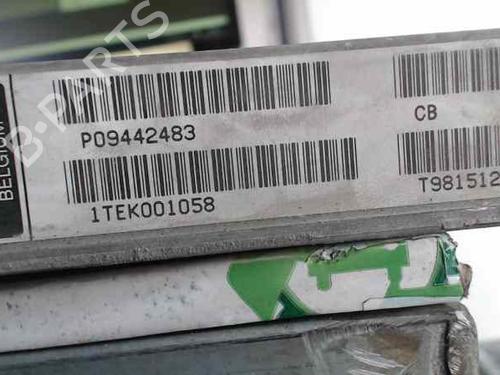 BELGIUM
P09442483
CB
1TEK001058
T981512
B-PARTS